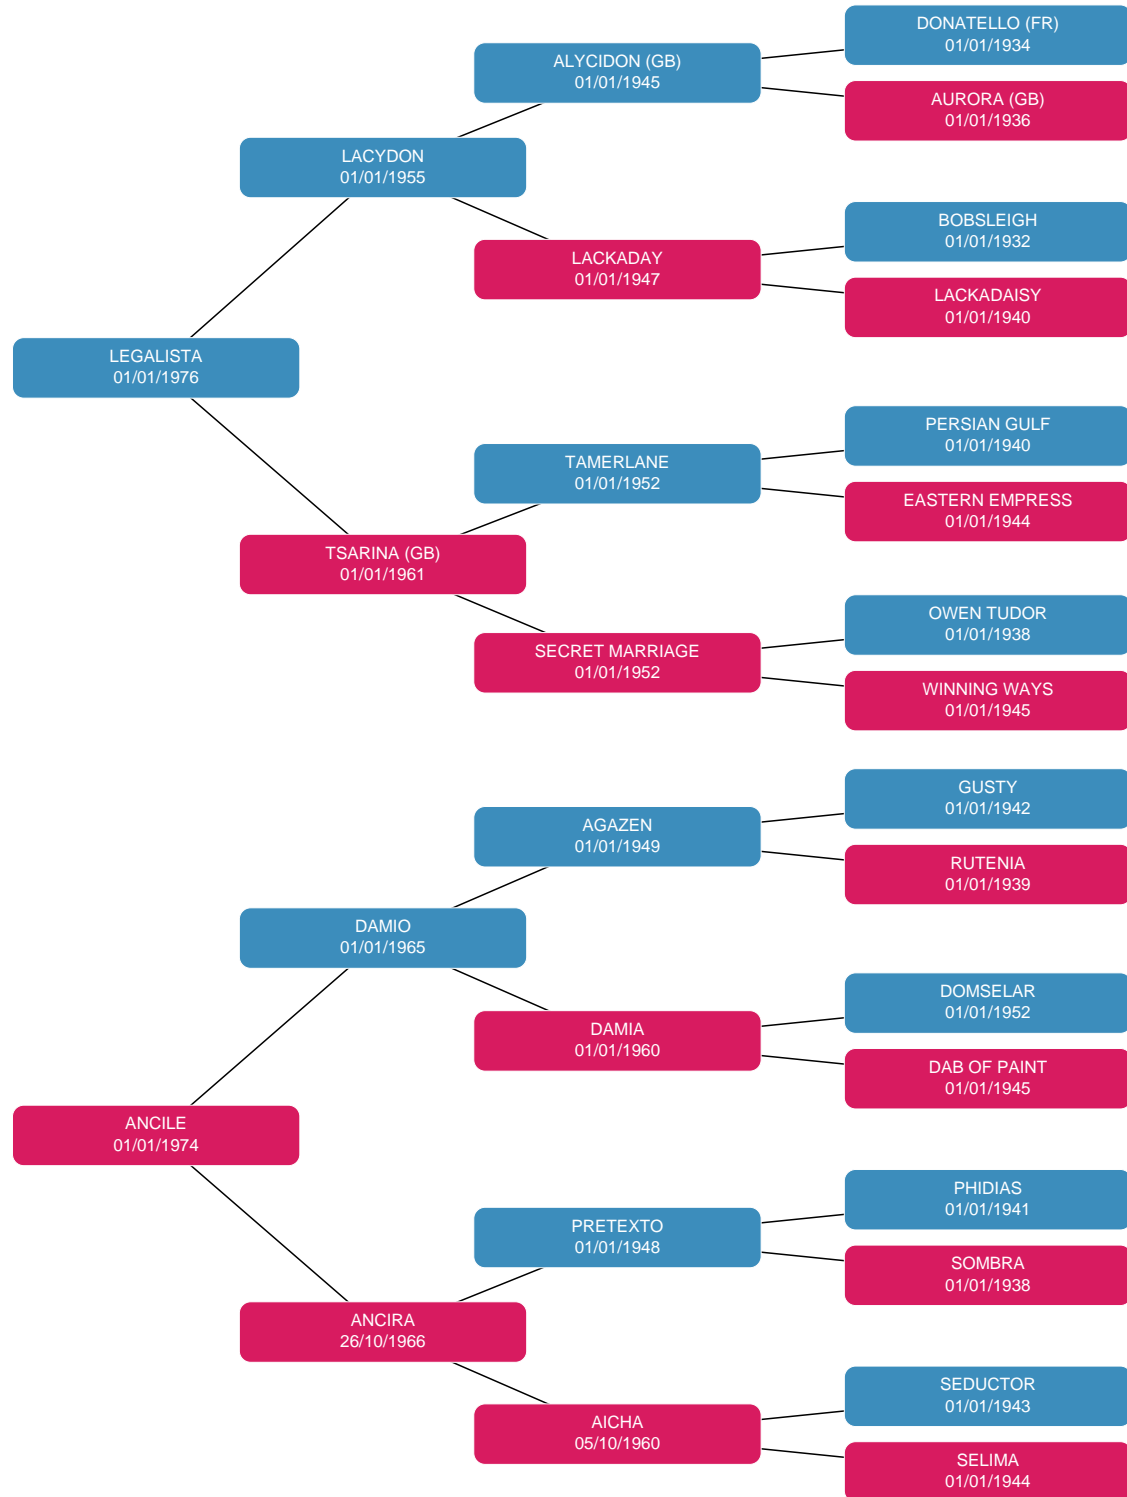 DONATELLO (FR)
01/01/1934
ALYCIDON (GB)
01/01/1945
AURORA (GB)
01/01/1936
LACYDON
01/01/1955
BOBSLEIGH
01/01/1932
LACKADAY
01/01/1947
LACKADAISY
01/01/1940
LEGALISTA
01/01/1976
PERSIAN GULF
01/01/1940
TAMERLANE
01/01/1952
EASTERN EMPRESS
01/01/1944
TSARINA (GB)
01/01/1961
OWEN TUDOR
01/01/1938
SECRET MARRIAGE
01/01/1952
WINNING WAYS
01/01/1945
GUSTY
01/01/1942
AGAZEN
01/01/1949
RUTENIA
01/01/1939
DAMIO
01/01/1965
DOMSELAR
01/01/1952
DAMIA
01/01/1960
DAB OF PAINT
01/01/1945
ANCILE
01/01/1974
PHIDIAS
01/01/1941
PRETEXTO
01/01/1948
SOMBRA
01/01/1938
ANCIRA
26/10/1966
SEDUCTOR
01/01/1943
AICHA
05/10/1960
SELIMA
01/01/1944